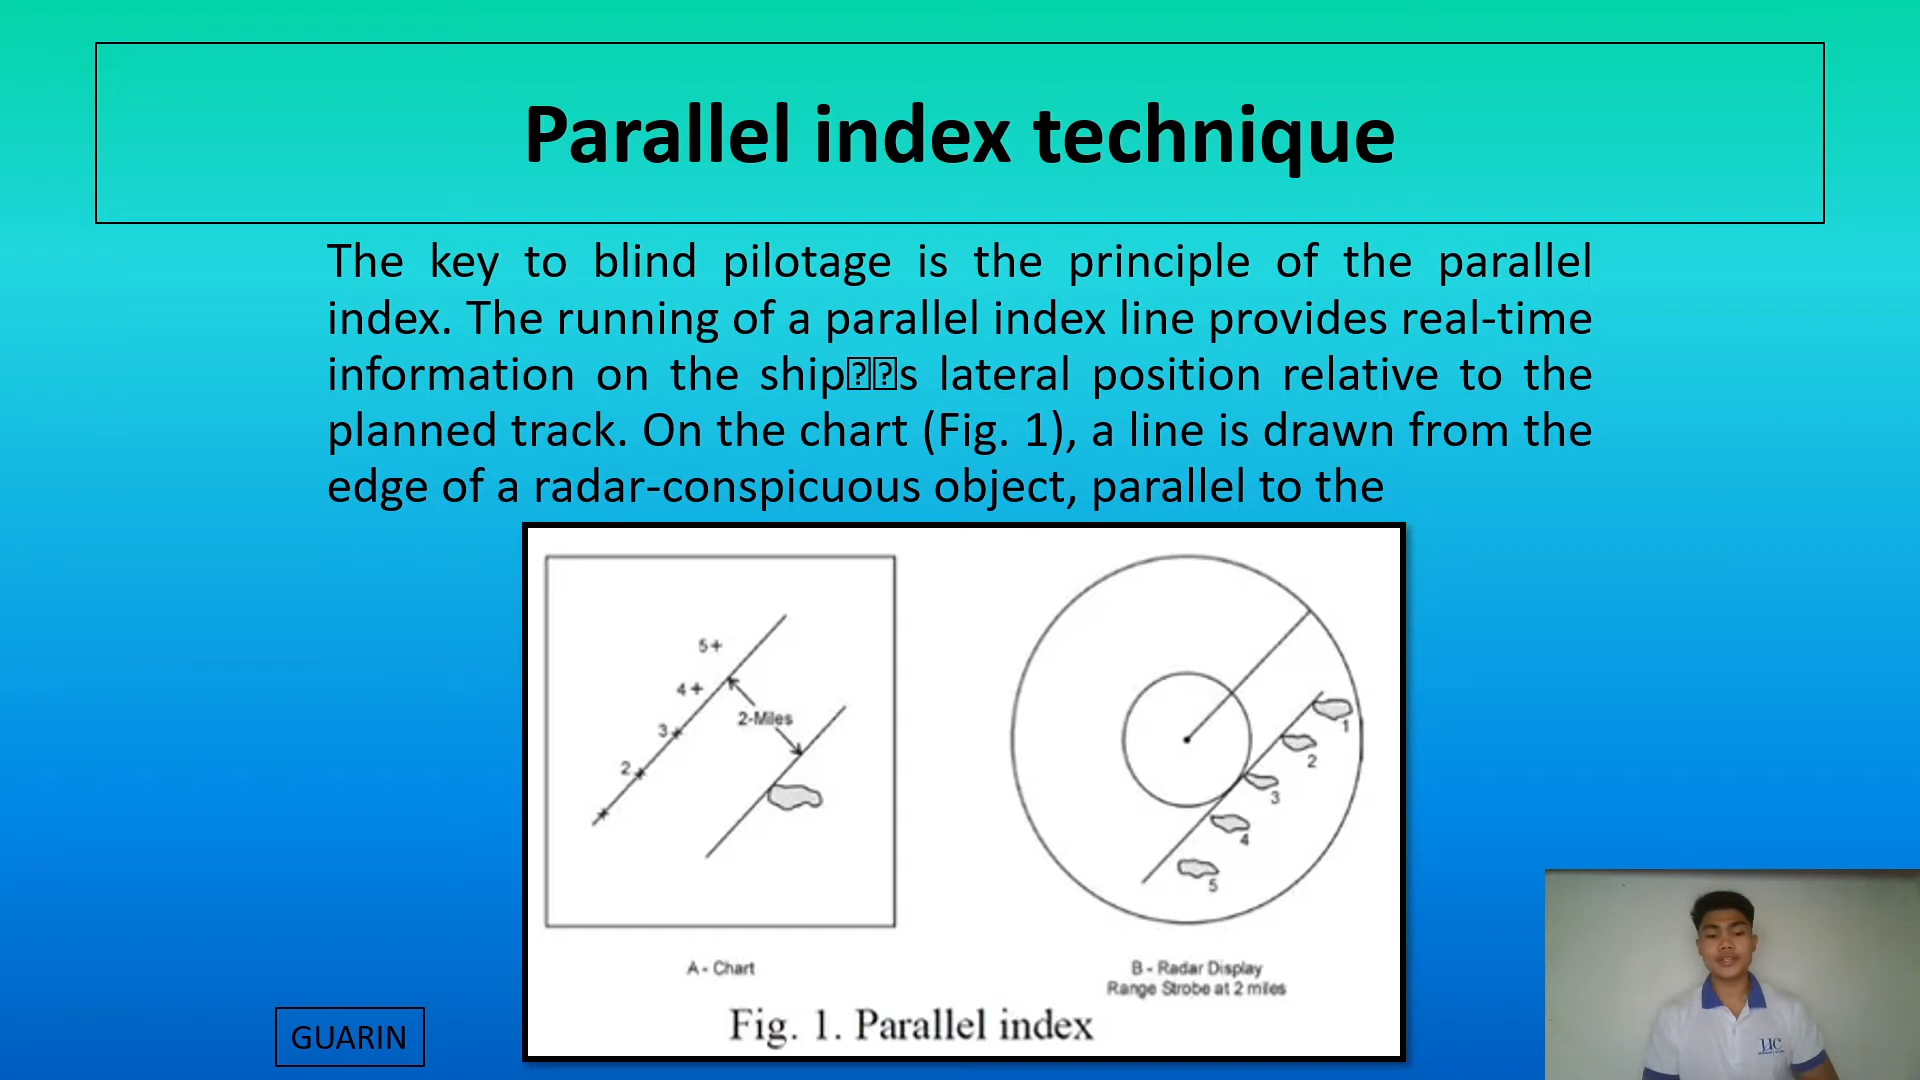 Parallel index technique
The key to blind pilotage is the principle of the parallel
index. The running of a parallel index line provides real-time
information on the ship⍰⍰s lateral position relative to the
planned track. On the chart (Fig. 1), a line is drawn from the
edge of a radar-conspicuous object, parallel to the
5
4
2-Miles
3
2
1
2
3
4
5
A - Chart
B - Radar Display
Range Strobe at 2 miles
Fig. 1. Parallel index
GUARIN
UC